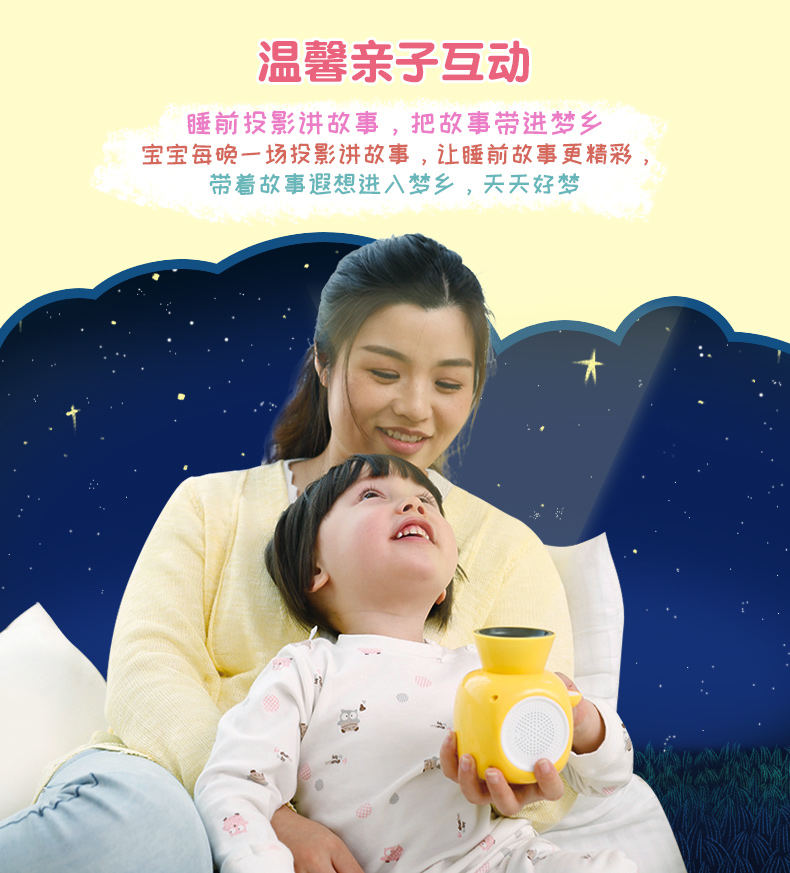 温馨亲子互动
睡前投影讲故事，把故事带进梦乡
宝宝每晚一场投影讲故事，让睡前故事更精彩，
带着故事遐想进入梦乡，天天好梦